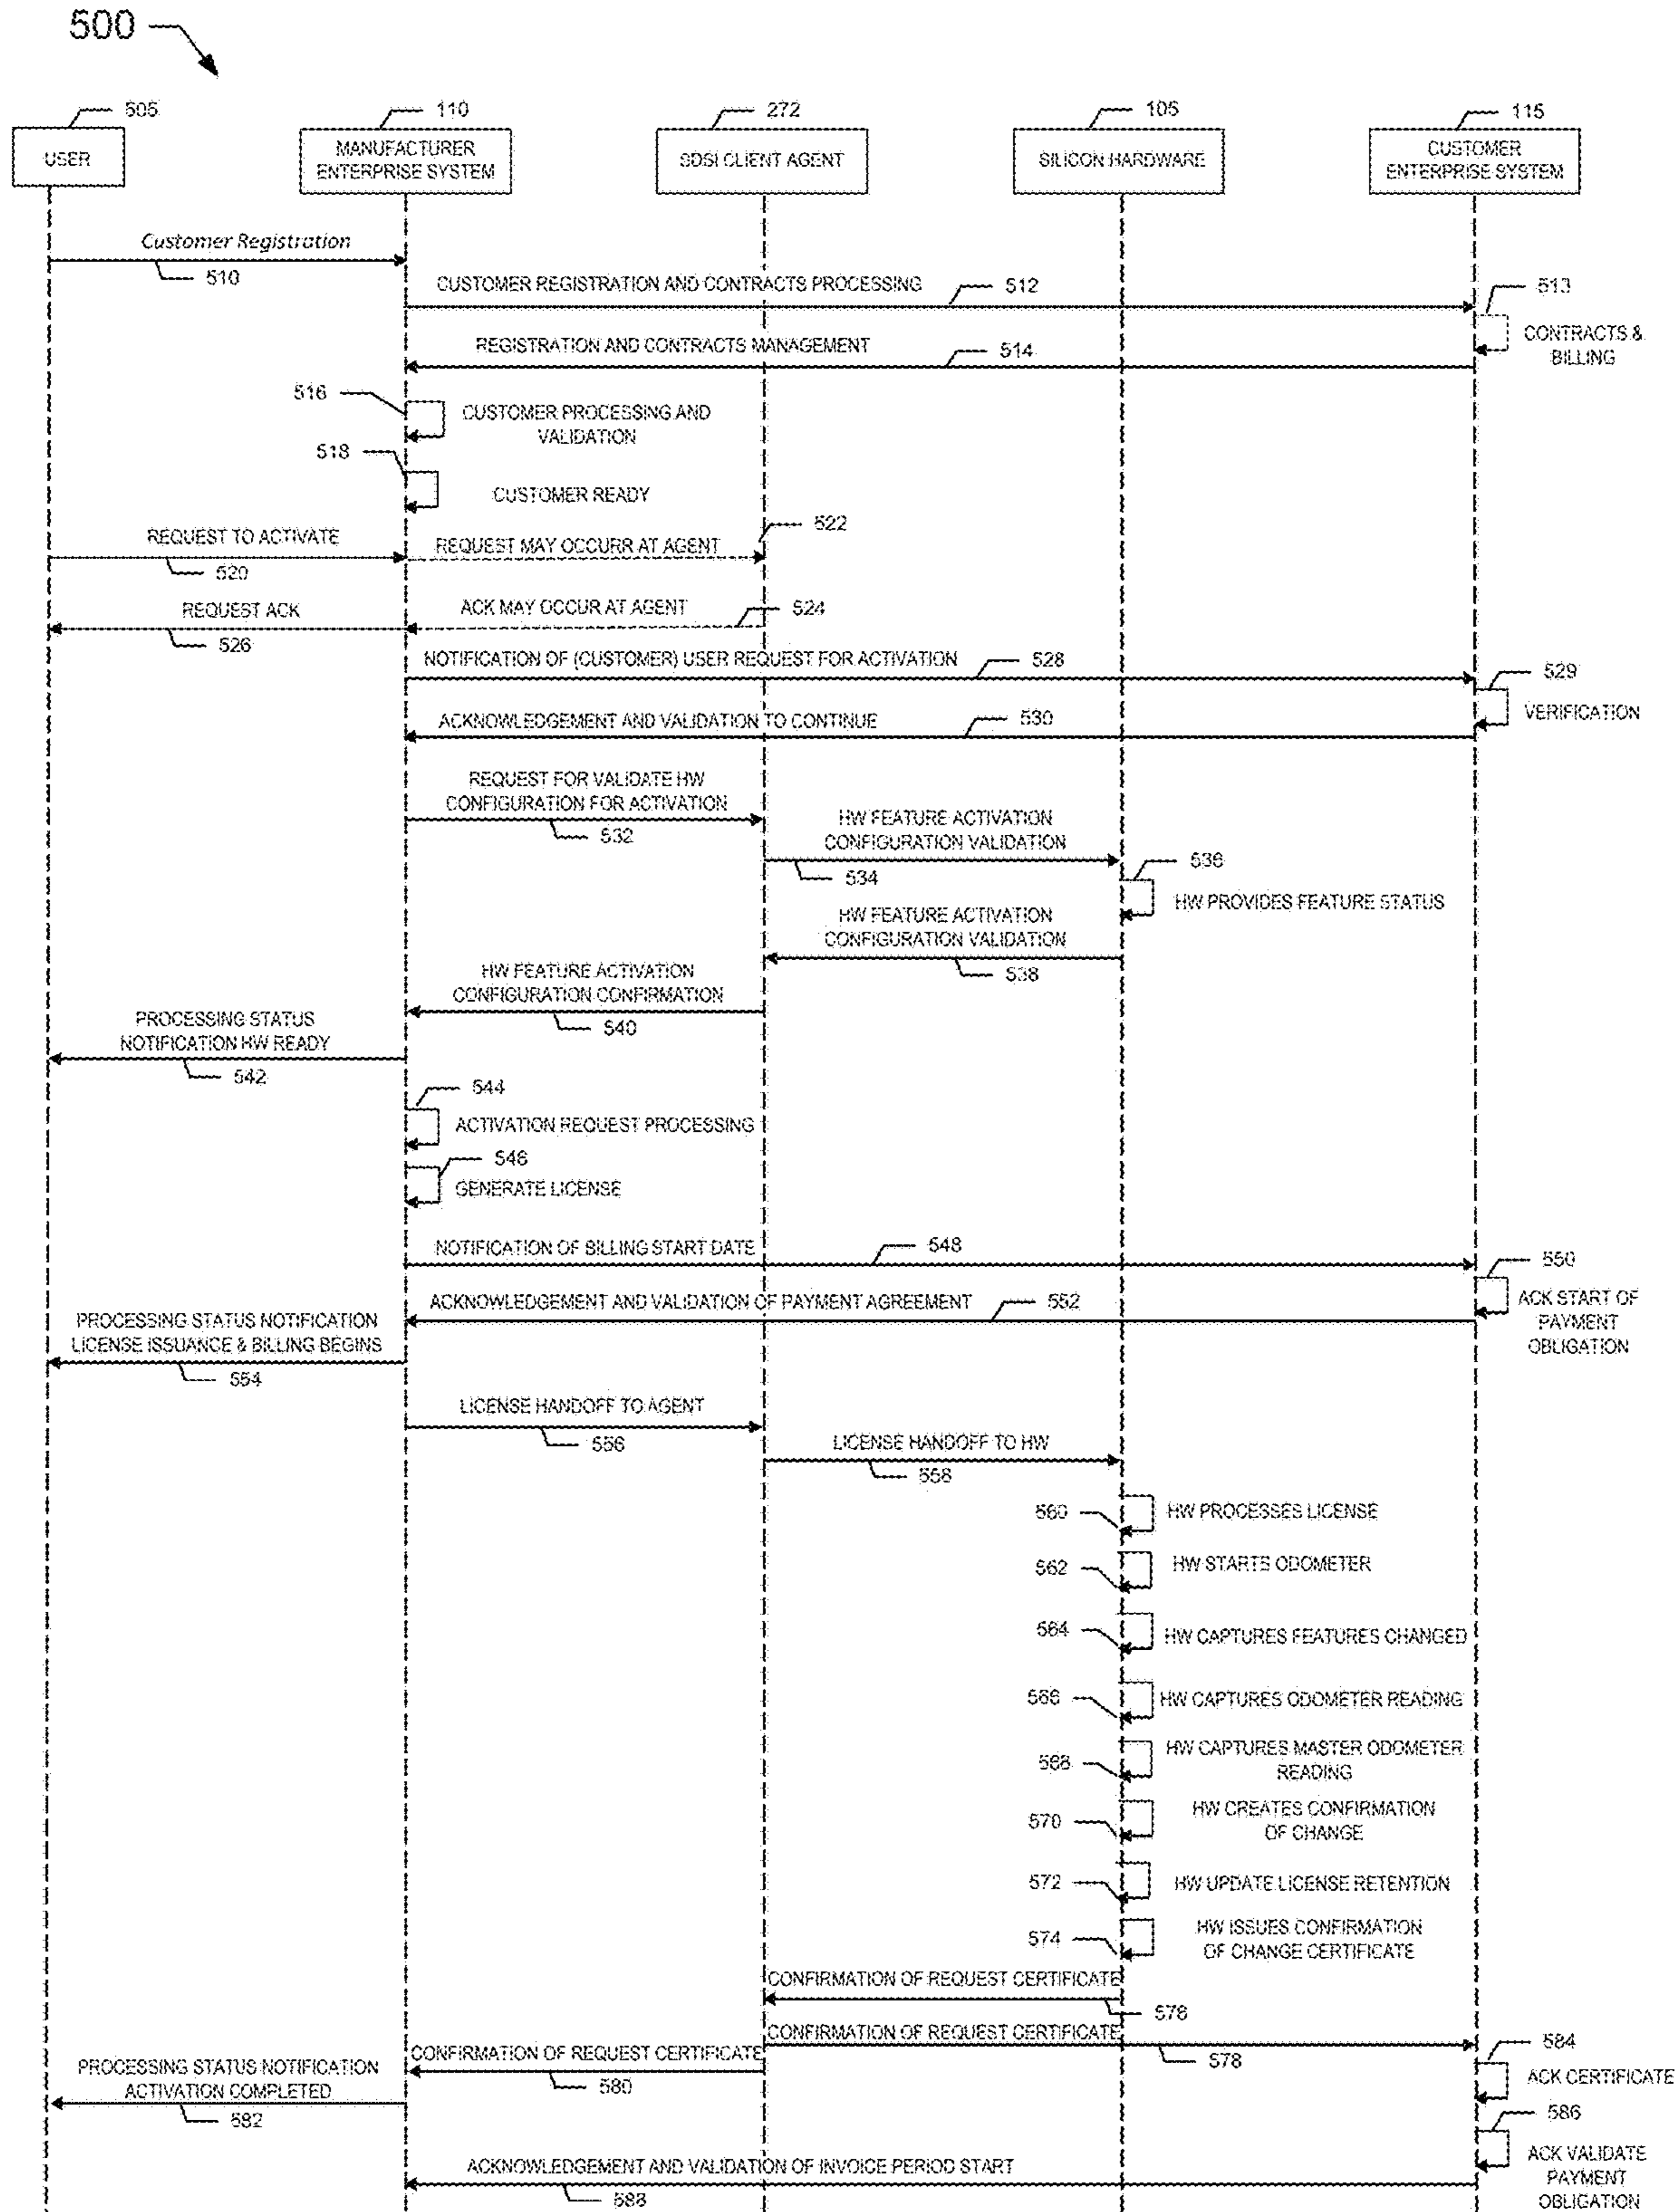 500
505
110
272
105
115
USER
MANUFACTURER
ENTERPRISE SYSTEM
SDSI CLIENT AGENT
SILICON HARDWARE
CUSTOMER
ENTERPRISE SYSTEM
Customer Registration
510
CUSTOMER REGISTRATION AND CONTRACTS PROCESSING
512
513
CONTRACTS &
BILLING
REGISTRATION AND CONTRACTS MANAGEMENT
514
516
CUSTOMER PROCESSING AND
VALIDATION
518
CUSTOMER READY
REQUEST TO ACTIVATE
520
REQUEST MAY OCCURR AT AGENT
522
REQUEST ACK
526
ACK MAY OCCUR AT AGENT
524
NOTIFICATION OF (CUSTOMER) USER REQUEST FOR ACTIVATION
528
529
VERIFICATION
ACKNOWLEDGEMENT AND VALIDATION TO CONTINUE
530
REQUEST FOR VALIDATE HW
CONFIGURATION FOR ACTIVATION
532
HW FEATURE ACTIVATION
CONFIGURATION VALIDATION
534
536
HW PROVIDES FEATURE STATUS
HW FEATURE ACTIVATION
CONFIGURATION VALIDATION
538
HW FEATURE ACTIVATION
CONFIGURATION CONFIRMATION
540
PROCESSING STATUS
NOTIFICATION HW READY
542
544
ACTIVATION REQUEST PROCESSING
546
GENERATE LICENSE
NOTIFICATION OF BILLING START DATE
548
550
ACK START OF
PAYMENT
OBLIGATION
ACKNOWLEDGEMENT AND VALIDATION OF PAYMENT AGREEMENT
552
PROCESSING STATUS NOTIFICATION
LICENSE ISSUANCE & BILLING BEGINS
554
LICENSE HANDOFF TO AGENT
556
LICENSE HANDOFF TO HW
558
560
HW PROCESSES LICENSE
562
HW STARTS ODOMETER
564
HW CAPTURES FEATURES CHANGED
566
HW CAPTURES ODOMETER READING
568
HW CAPTURES MASTER ODOMETER
READING
570
HW CREATES CONFIRMATION
OF CHANGE
572
HW UPDATE LICENSE RETENTION
574
HW ISSUES CONFIRMATION
OF CHANGE CERTIFICATE
CONFIRMATION OF REQUEST CERTIFICATE
576
CONFIRMATION OF REQUEST CERTIFICATE
578
584
ACK CERTIFICATE
CONFIRMATION OF REQUEST CERTIFICATE
580
PROCESSING STATUS NOTIFICATION
ACTIVATION COMPLETED
582
586
ACK VALIDATE
PAYMENT
OBLIGATION
ACKNOWLEDGEMENT AND VALIDATION OF INVOICE PERIOD START
588